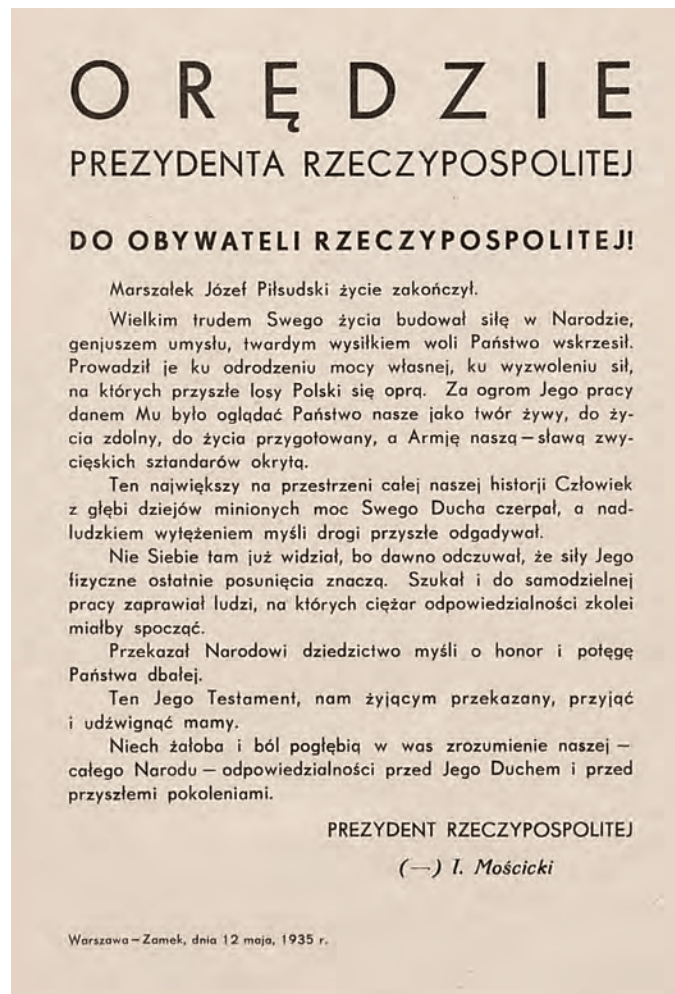 ORĘDZIE
PREZYDENTA RZECZYPOSPOLITEJ
DO OBYWATELI RZECZYPOSPOLITEJ!
Marszałek Józef Piłsudski życie zakończył.
Wielkim trudem Swego życia budował siłę w Narodzie,
genjuszem umysłu, twardym wysiłkiem woli Państwo wskrzesił.
Prowadził je ku odrodzeniu mocy własnej, ku wyzwoleniu sił,
na których przyszłe losy Polski się oprą. Za ogrom Jego pracy
danem Mu było oglądać Państwo nasze jako twór żywy, do ży-
cia zdolny, do życia przygotowany, a Armję naszą — sławą zwy-
cięskich sztandarów okrytą.
Ten największy na przestrzeni całej naszej historji Człowiek
z głębi dziejów minionych moc Swego Ducha czerpał, a nad-
ludzkiem wytężeniem myśli drogi przyszłe odgadywał.
Nie Siebie tam już widział, bo dawno odczuwał, że siły Jego
fizyczne ostatnie posunięcia znaczą. Szukał i do samodzielnej
pracy zaprawiał ludzi, na których ciężar odpowiedzialności zkolei
miałby spocząć.
Przekazał Narodowi dziedzictwo myśli o honor i potęgę
Państwa dbałej.
Ten Jego Testament, nam żyjącym przekazany, przyjąć
i udźwignąć mamy.
Niech żałoba i ból pogłębią w was zrozumienie naszej —
całego Narodu — odpowiedzialności przed Jego Duchem i przed
przyszłemi pokoleniami.
PREZYDENT RZECZYPOSPOLITEJ
(—) I. Mościcki
Warszawa — Zamek, dnia 12 maja, 1935 r.